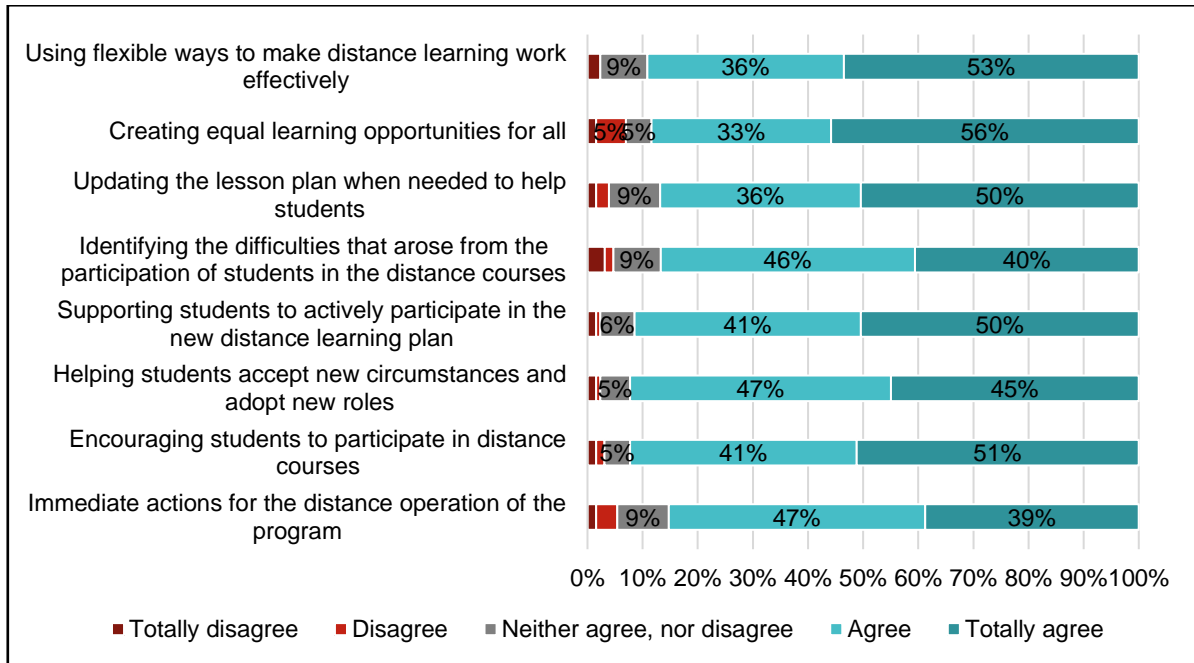 Using flexible ways to make distance learning work
effectively
9% 36% 53%
Creating equal learning opportunities for all
5% 5% 33% 56%
Updating the lesson plan when needed to help
students
9% 36% 50%
Identifying the difficulties that arose from the
participation of students in the distance courses
9% 46% 40%
Supporting students to actively participate in the
new distance learning plan
6% 41% 50%
Helping students accept new circumstances and
adopt new roles
5% 47% 45%
Encouraging students to participate in distance
courses
5% 41% 51%
Immediate actions for the distance operation of the
program
9% 47% 39%
0% 10% 20% 30% 40% 50% 60% 70% 80% 90% 100%
Totally disagree Disagree Neither agree, nor disagree Agree Totally agree